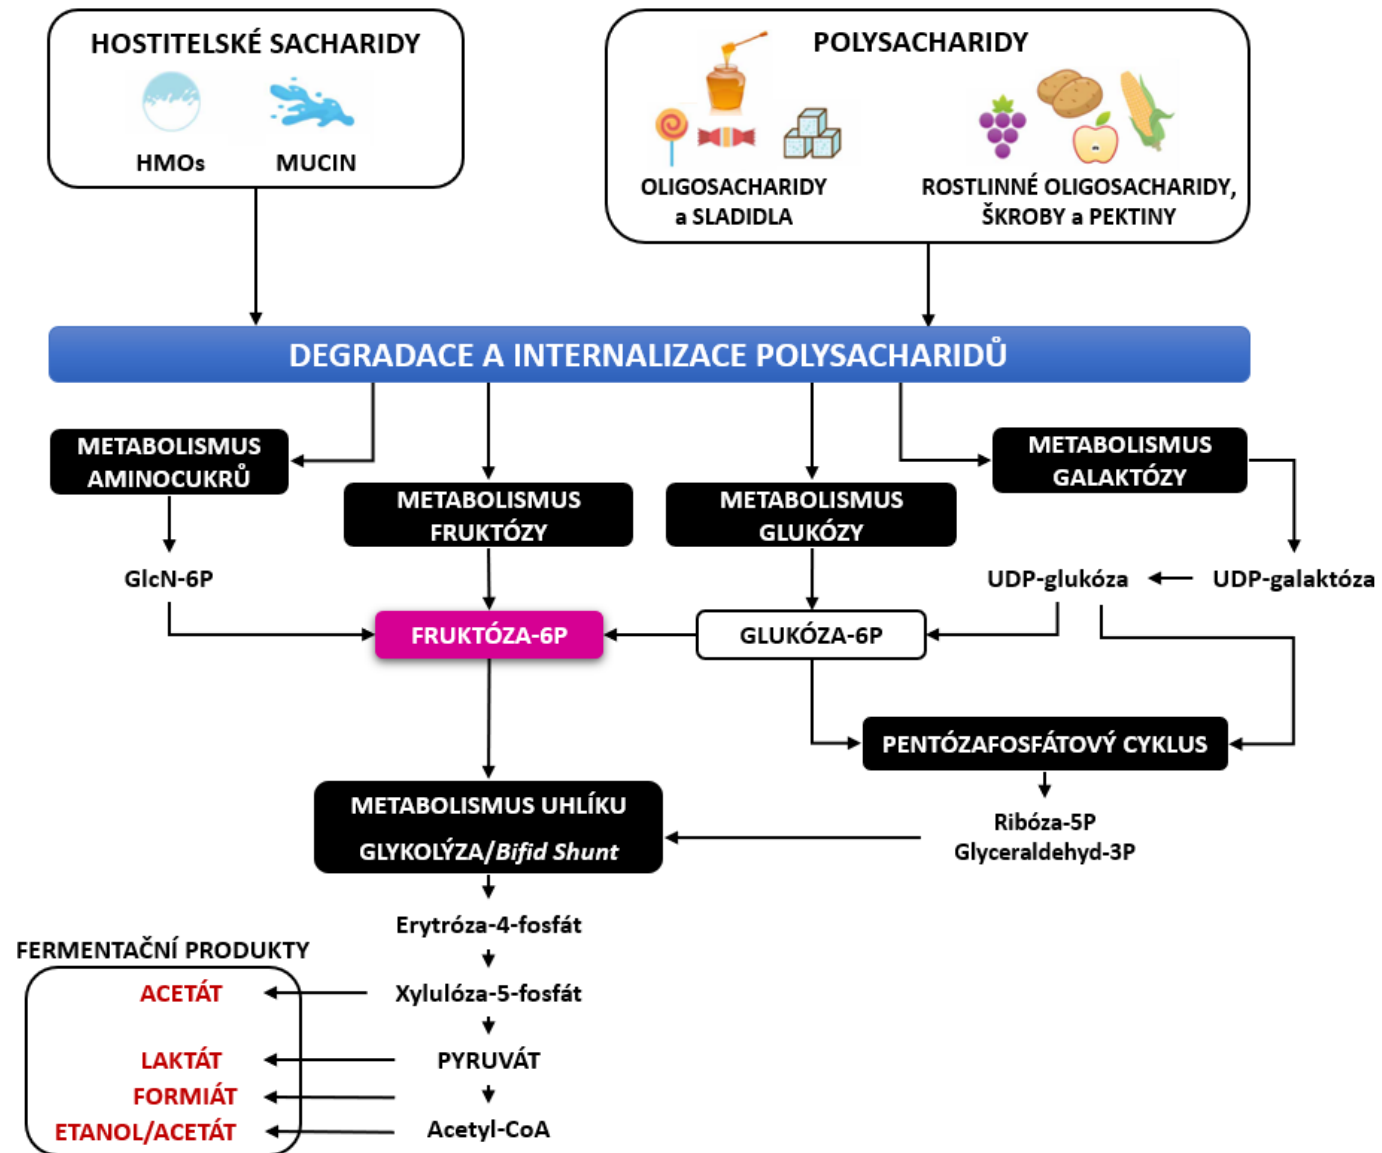 HOSTITELSKÉ SACHARIDY
HMOs
MUCIN
POLYSACHARIDY
OLIGOSACHARIDY
a SLADIDLA
ROSTLINNÉ OLIGOSACHARIDY,
ŠKROBY a PEKTINY
DEGRADACE A INTERNALIZACE POLYSACHARIDŮ
METABOLISMUS
AMINOCUKRŮ
METABOLISMUS
FRUKTÓZY
METABOLISMUS
GLUKÓZY
METABOLISMUS
GALAKTÓZY
GlcN-6P
UDP-glukóza
UDP-galaktóza
FRUKTÓZA-6P
GLUKÓZA-6P
PENTÓZAFOSFÁTOVÝ CYKLUS
METABOLISMUS UHLÍKU
GLYKOLÝZA/Bifid Shunt
Ribóza-5P
Glyceraldehyd-3P
Erytróza-4-fosfát
FERMENTAČNÍ PRODUKTY
ACETÁT
Xylulóza-5-fosfát
LAKTÁT
PYRUVÁT
FORMIÁT
ETANOL/ACETÁT
Acetyl-CoA